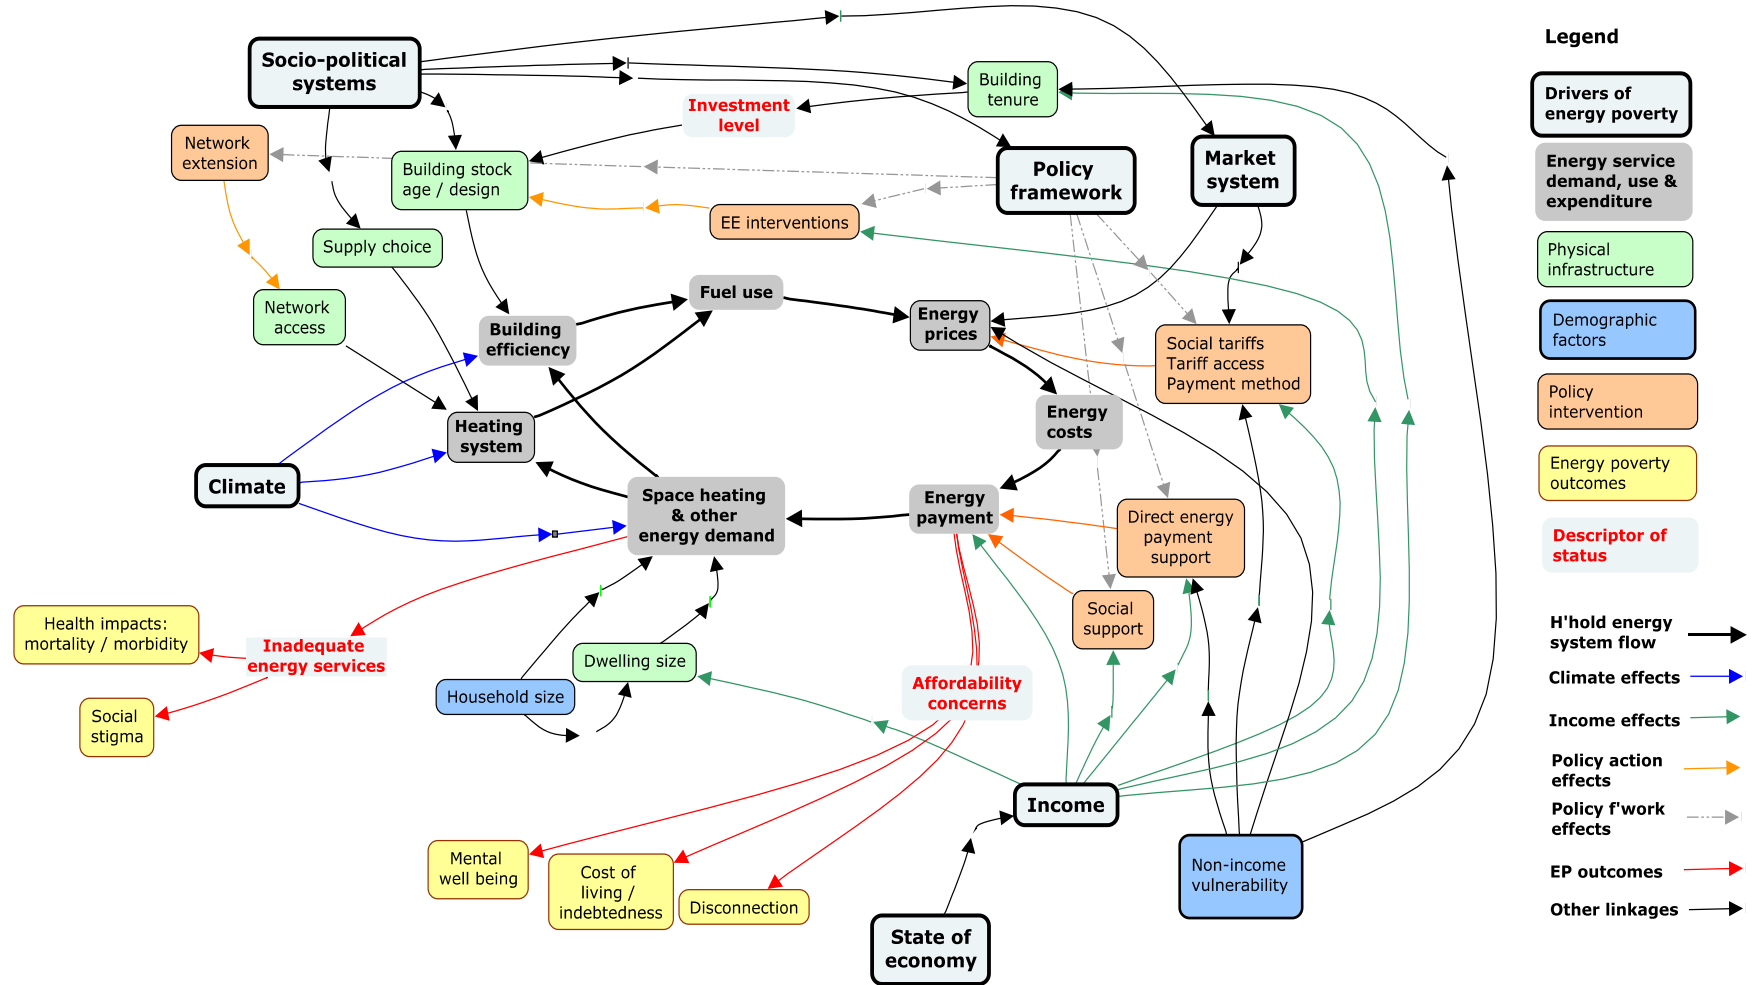 Socio-political
systems
Building
tenure
Investment
level
Network
extension
Building stock
age / design
Policy
framework
Market
system
EE interventions
Supply choice
Network
access
Fuel use
Building
efficiency
Energy
prices
Social tariffs
Tariff access
Payment method
Heating
system
Energy
costs
Climate
Space heating
& other
energy demand
Energy
payment
Direct energy
payment
support
Social
support
Health impacts:
mortality / morbidity
Inadequate
energy services
Dwelling size
Household size
Affordability
concerns
Social
stigma
Income
Mental
well being
Cost of
living /
indebtedness
Disconnection
Non-income
vulnerability
State of
economy
Legend
Drivers of
energy poverty
Energy service
demand, use &
expenditure
Physical
infrastructure
Demographic
factors
Policy
intervention
Energy poverty
outcomes
Descriptor of
status
H'hold energy
system flow
Climate effects
Income effects
Policy action
effects
Policy f'work
effects
EP outcomes
Other linkages